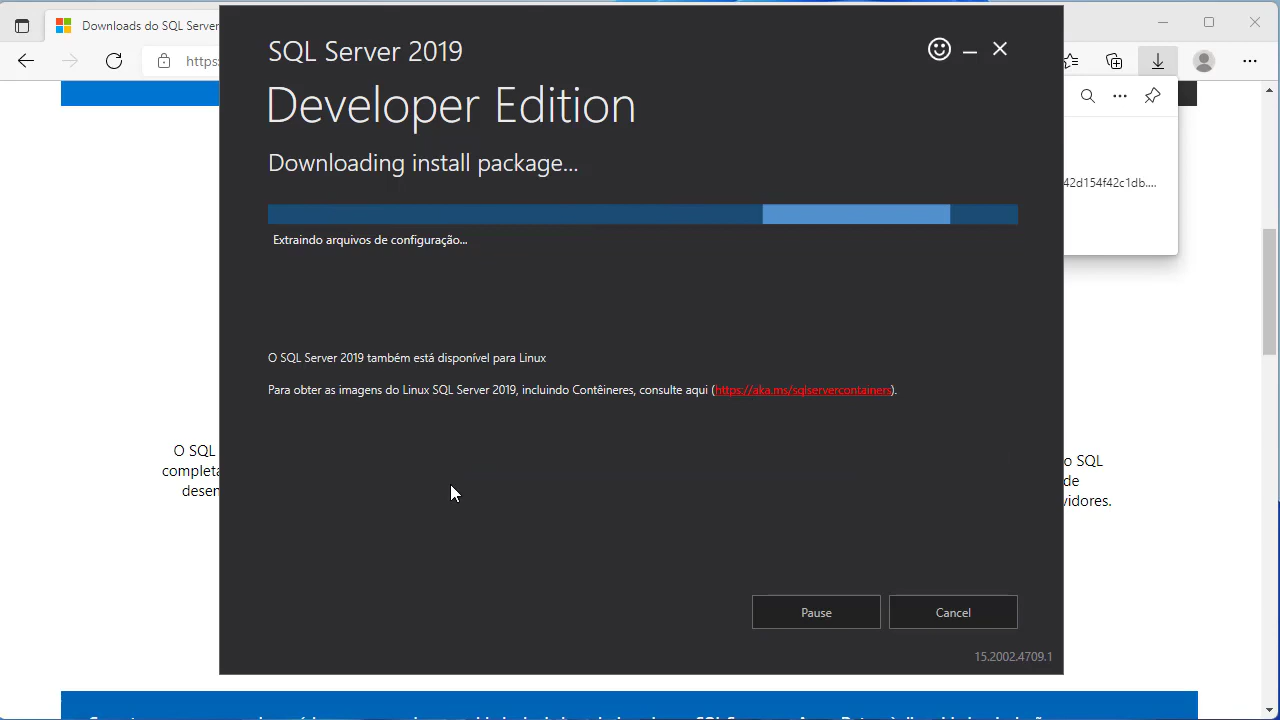 Downloads do SQL Server
https:
SQL Server 2019
Developer Edition
Downloading install package...
42d154f42c1db....
Extraindo arquivos de configuração...
O SQL Server 2019 também está disponível para Linux
Para obter as imagens do Linux SQL Server 2019, incluindo Contêineres, consulte aqui (https://aka.ms/sqlservercontainers).
O SQL
completa
desen
o SQL
de
vidores.
Pause
Cancel
15.2002.4709.1